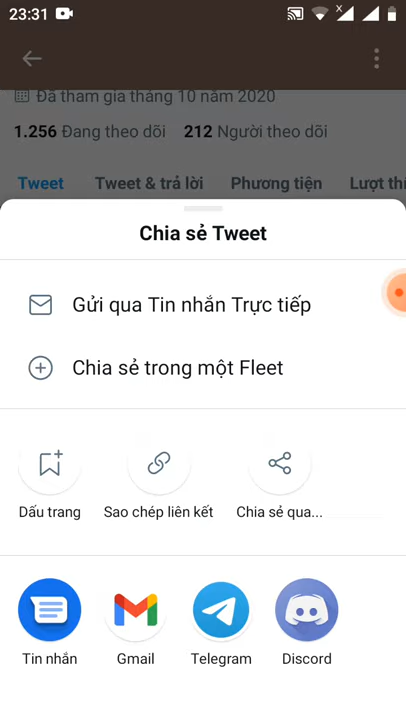 23:31
Đã tham gia tháng 10 năm 2020
1.256 Đang theo dõi 212 Người theo dõi
Tweet Tweet & trả lời Phương tiện Lượt thí
Chia sẻ Tweet
Gửi qua Tin nhắn Trực tiếp
Chia sẻ trong một Fleet
Dấu trang Sao chép liên kết Chia sẻ qua...
Tin nhắn Gmail Telegram Discord